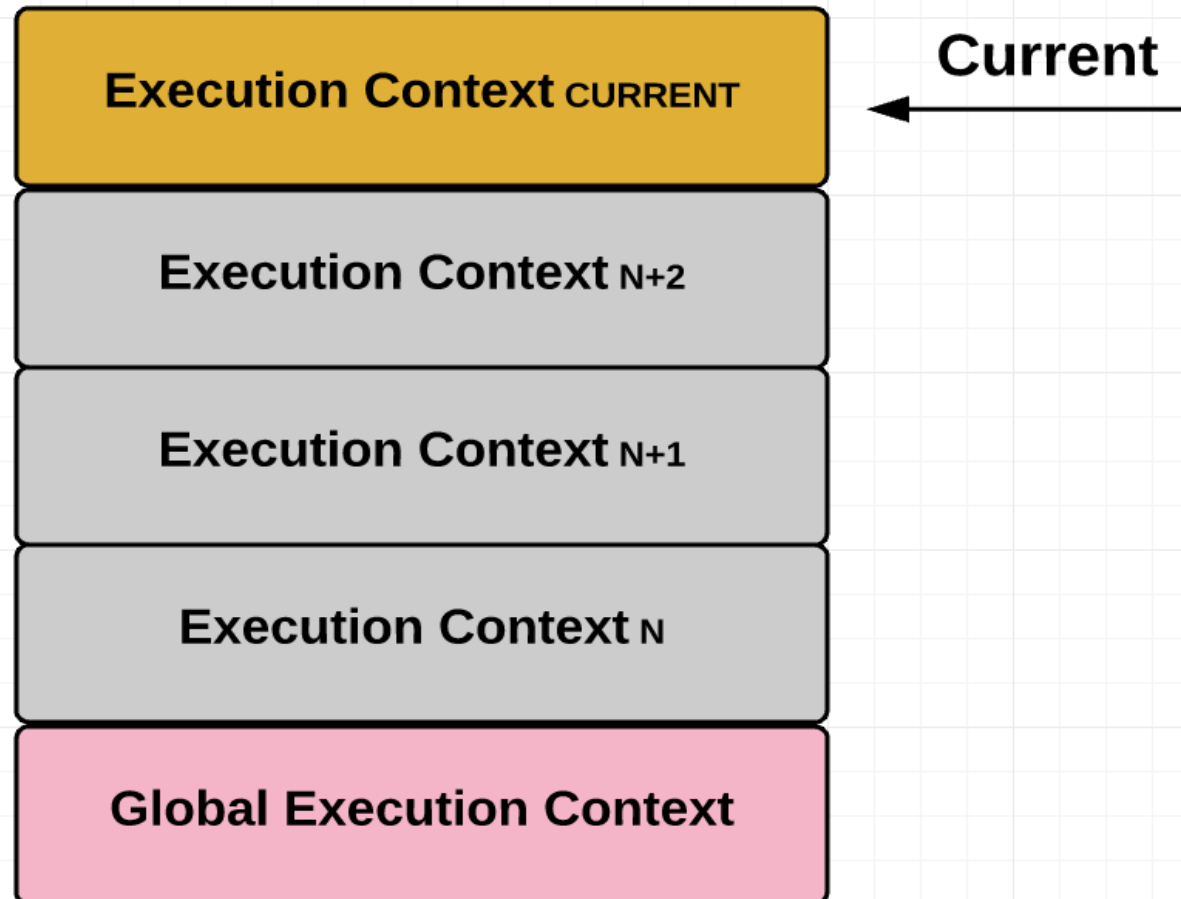 Execution Context CURRENT
Current
Execution Context N+2
Execution Context N+1
Execution Context N
Global Execution Context